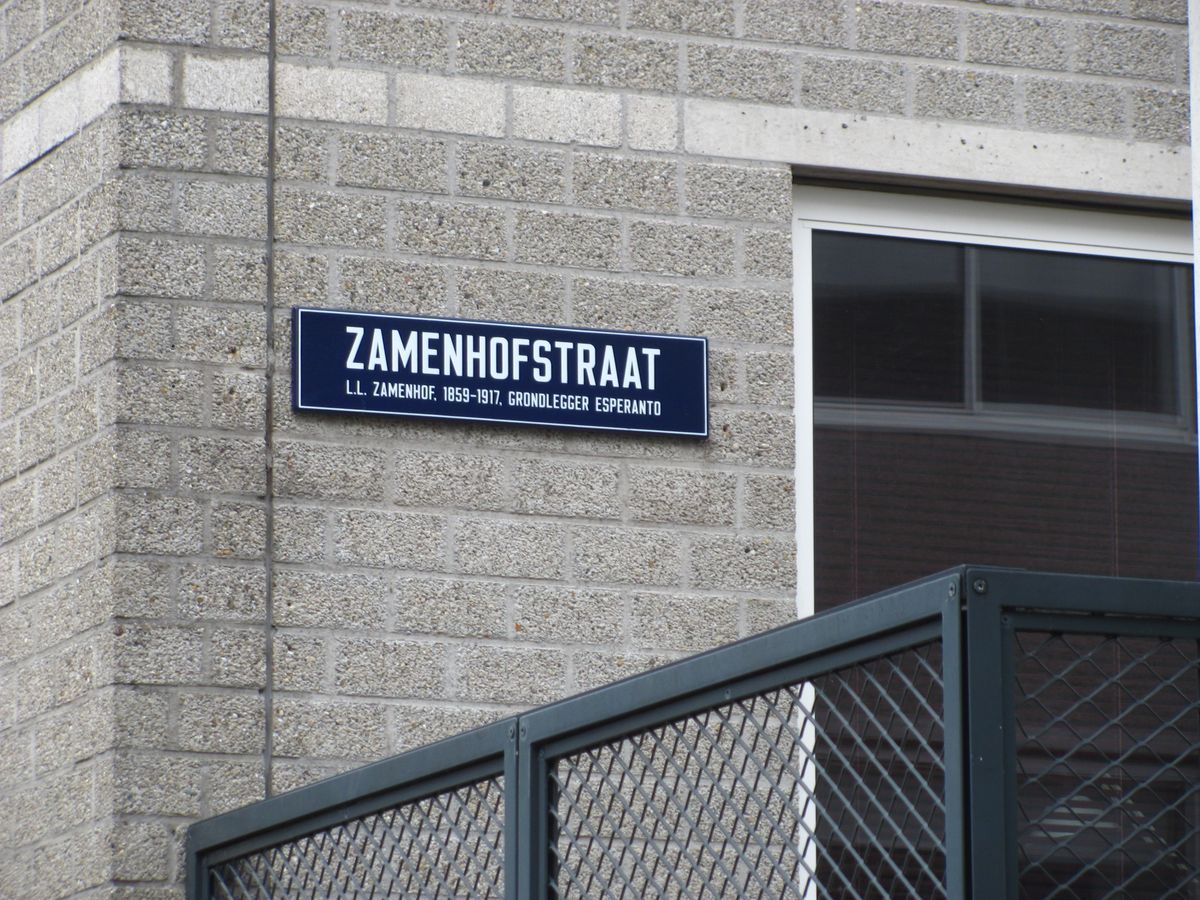 ZAMENHOFSTRAAT
L.L. ZAMENHOF, 1859-1917, GRONDLEGGER ESPERANTO